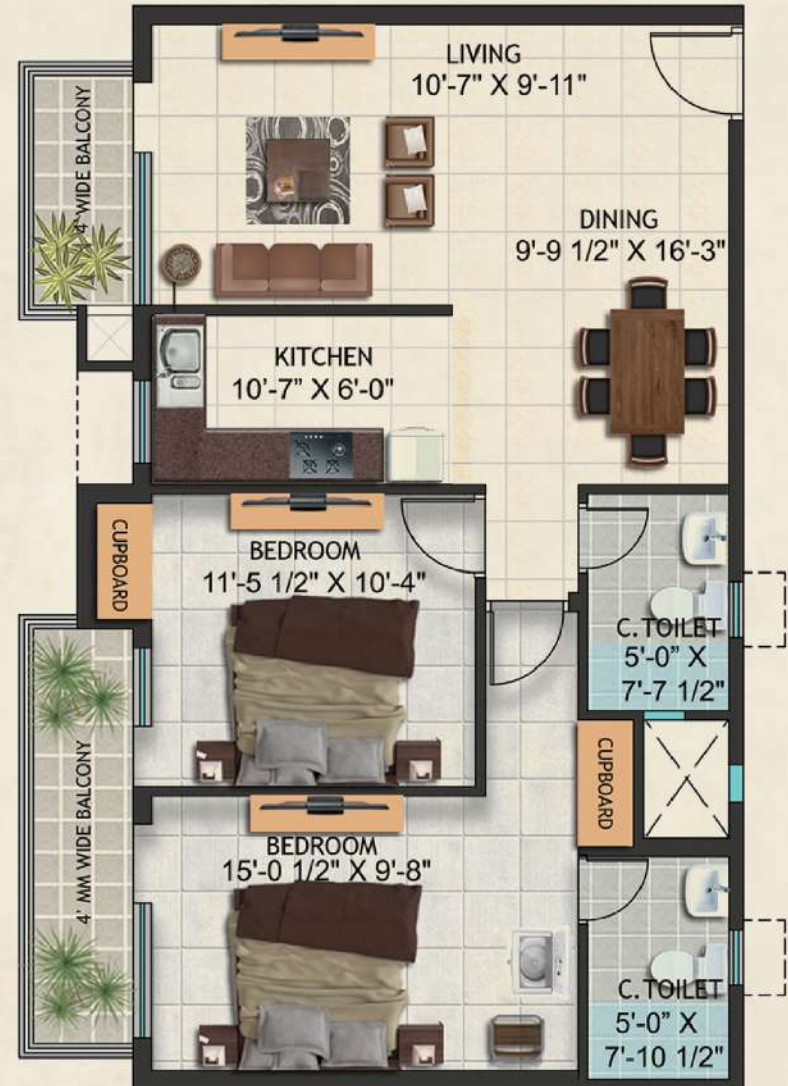 LIVING
10'-7" X 9'-11"
4' WIDE BALCONY
DINING
9'-9 1/2" X 16'-3"
KITCHEN
10'-7" X 6'-0"
CUPBOARD
BEDROOM
11'-5 1/2" X 10'-4"
C. TOILET
5'-0" X
7'-7 1/2"
CUPBOARD
4' MM WIDE BALCONY
BEDROOM
15'-0 1/2" X 9'-8"
C. TOILET
5'-0" X
7'-10 1/2"